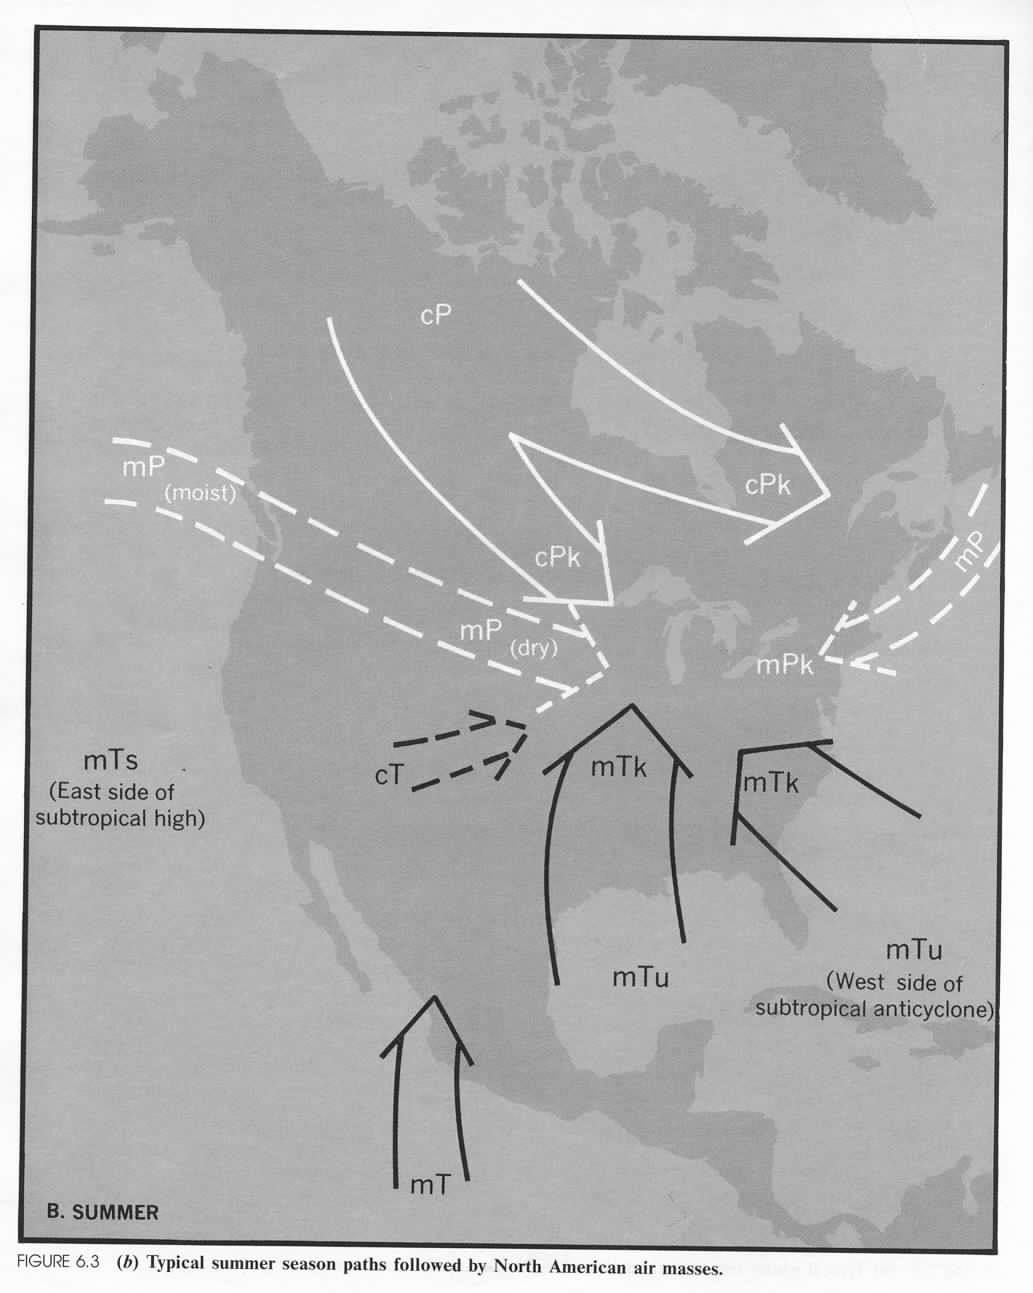 cP
mP
(moist)
cPk
cPk
mP
mP
(dry)
mPk
mTs
(East side of
subtropical high)
cT
mTk
mTk
mTu
mTu
(West side of
subtropical anticyclone)
mT
B. SUMMER
FIGURE 6.3 (b) Typical summer season paths followed by North American air masses.